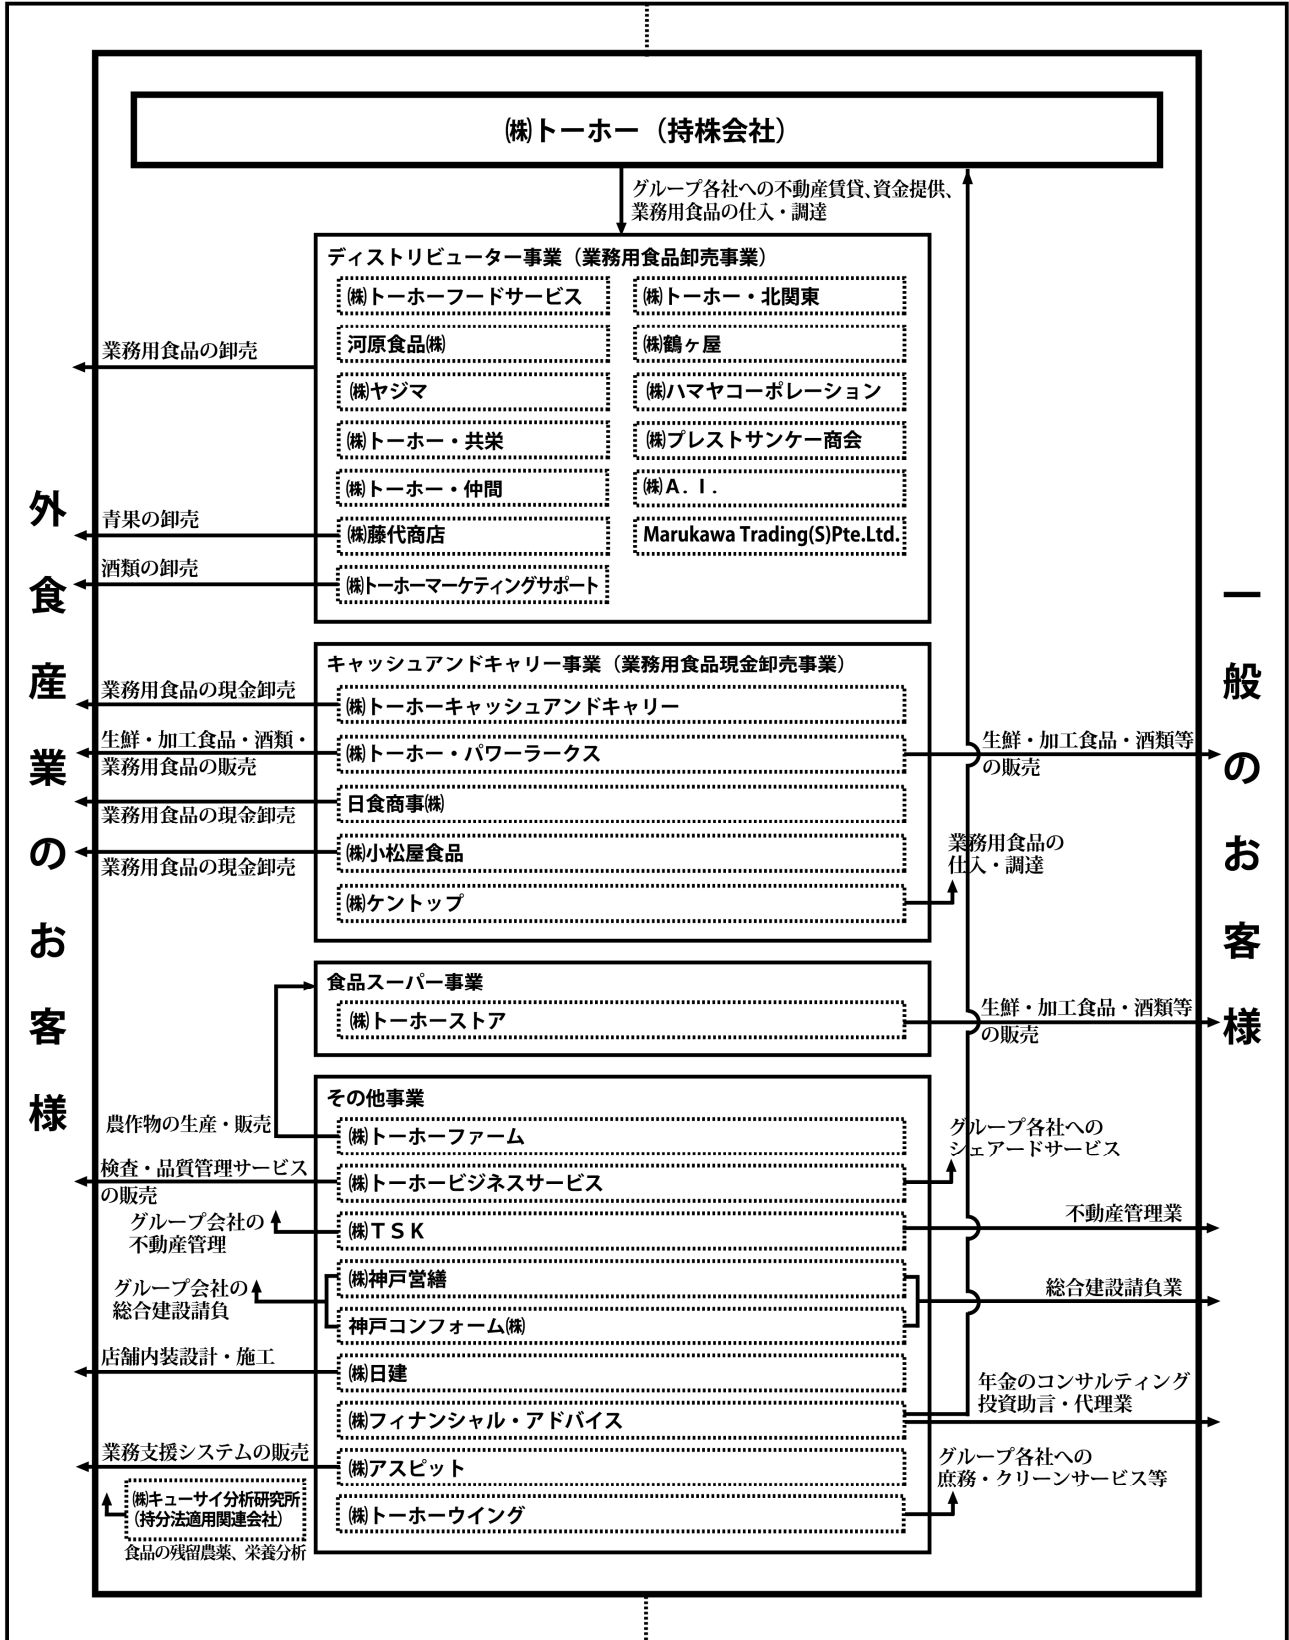 ㈱トーホー（持株会社）
グループ各社への不動産賃貸、資金提供、
業務用食品の仕入・調達
ディストリビューター事業（業務用食品卸売事業）
㈱トーホーフードサービス
㈱トーホー・北関東
河原食品㈱
㈱鶴ヶ屋
㈱ヤジマ
㈱ハマヤコーポレーション
㈱トーホー・共栄
㈱プレストサンケー商会
㈱トーホー・仲間
㈱Ａ．Ｉ．
㈱藤代商店
Marukawa Trading(S)Pte.Ltd.
㈱トーホーマーケティングサポート
業務用食品の卸売
青果の卸売
酒類の卸売
キャッシュアンドキャリー事業（業務用食品現金卸売事業）
㈱トーホーキャッシュアンドキャリー
㈱トーホー・パワーラークス
日食商事㈱
㈱小松屋食品
㈱ケントップ
業務用食品の現金卸売
生鮮・加工食品・酒類・
業務用食品の販売
業務用食品の現金卸売
業務用食品の現金卸売
生鮮・加工食品・酒類等
の販売
業務用食品の
仕入・調達
食品スーパー事業
㈱トーホーストア
生鮮・加工食品・酒類等
の販売
その他事業
㈱トーホーファーム
㈱トーホービジネスサービス
㈱ＴＳＫ
㈱神戸営繕
神戸コンフォーム㈱
㈱日建
㈱フィナンシャル・アドバイス
㈱アスピット
㈱トーホーウイング
農作物の生産・販売
検査・品質管理サービス
の販売
グループ会社の
不動産管理
グループ会社の
総合建設請負
店舗内装設計・施工
業務支援システムの販売
㈱キューサイ分析研究所
（持分法適用関連会社）
食品の残留農薬、栄養分析
グループ各社への
シェアードサービス
不動産管理業
総合建設請負業
年金のコンサルティング
投資助言・代理業
グループ各社への
庶務・クリーンサービス等
外食産業のお客様
一般のお客様